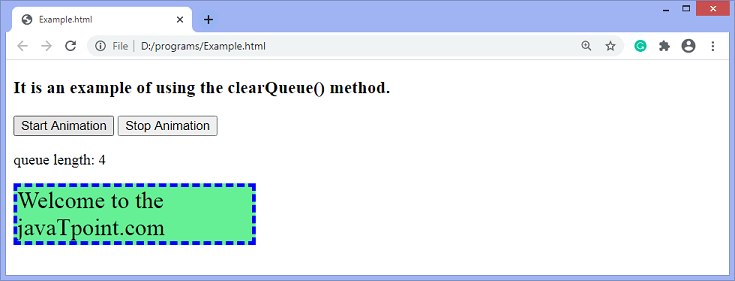 Example.html
File | D:/programs/Example.html
It is an example of using the clearQueue() method.
Start Animation Stop Animation
queue length: 4
Welcome to the
javaTpoint.com